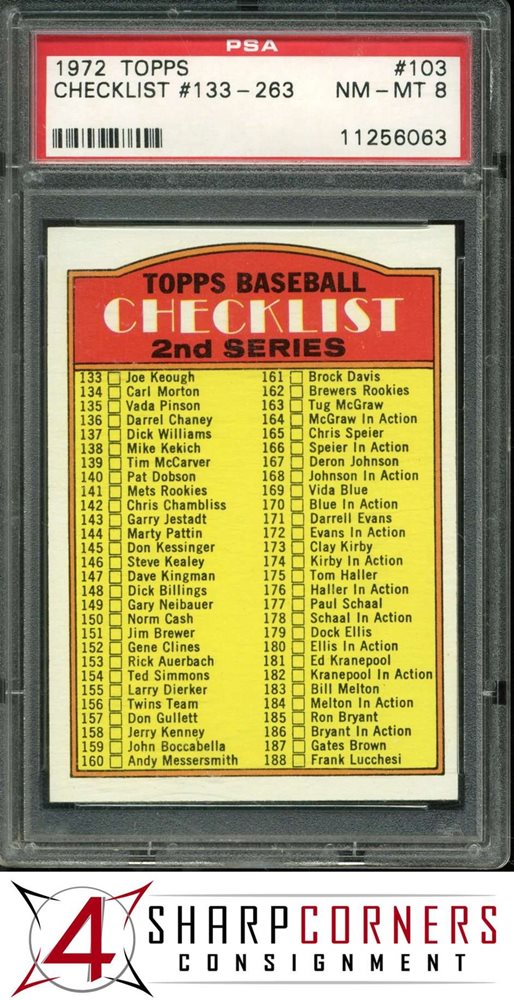 PSA
1972 TOPPS #103
CHECKLIST #133-263 NM-MT 8
11256063
TOPPS BASEBALL
CHECKLIST
2nd SERIES
133 Joe Keough
134 Carl Morton
135 Vada Pinson
136 Darrel Chaney
137 Dick Williams
138 Mike Kekich
139 Tim McCarver
140 Pat Dobson
141 Mets Rookies
142 Chris Chambliss
143 Garry Jestadt
144 Marty Pattin
145 Don Kessinger
146 Steve Kealey
147 Dave Kingman
148 Dick Billings
149 Gary Neibauer
150 Norm Cash
151 Jim Brewer
152 Gene Clines
153 Rick Auerbach
154 Ted Simmons
155 Larry Dierker
156 Twins Team
157 Don Gullett
158 Jerry Kenney
159 John Boccabella
160 Andy Messersmith
161 Brock Davis
162 Brewers Rookies
163 Tug McGraw
164 McGraw In Action
165 Chris Speier
166 Speier In Action
167 Deron Johnson
168 Johnson In Action
169 Vida Blue
170 Blue In Action
171 Darrell Evans
172 Evans In Action
173 Clay Kirby
174 Kirby In Action
175 Tom Haller
176 Haller In Action
177 Paul Schaal
178 Schaal In Action
179 Dock Ellis
180 Ellis In Action
181 Ed Kranepool
182 Kranepool In Action
183 Bill Melton
184 Melton In Action
185 Ron Bryant
186 Bryant In Action
187 Gates Brown
188 Frank Lucchesi
4 SHARPCORNERS
CONSIGNMENT